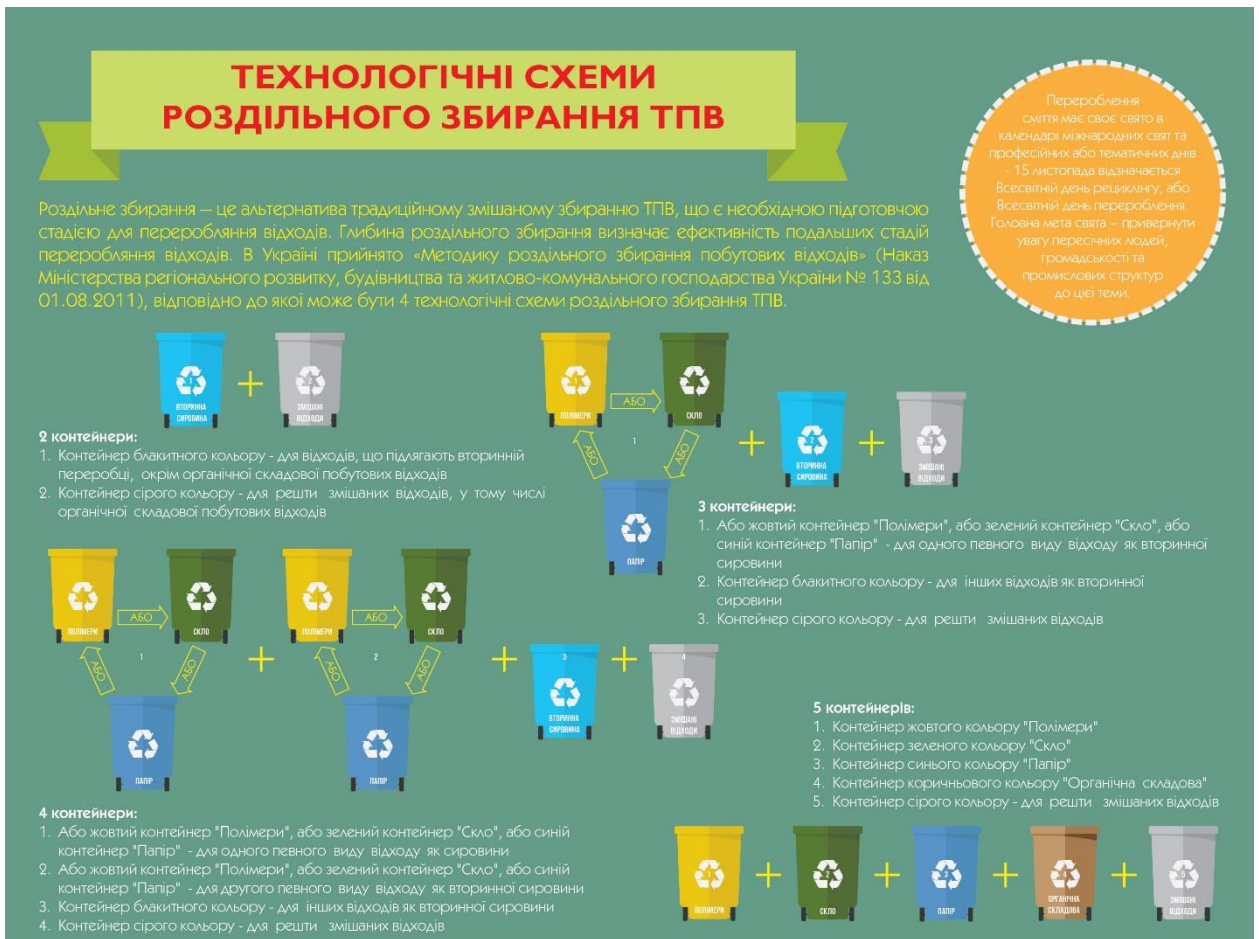 ТЕХНОЛОГІЧНІ СХЕМИ
РОЗДІЛЬНОГО ЗБИРАННЯ ТПВ
Перероблення
сміття має своє свято в
календарі міжнародних свят та
професійних або тематичних днів
- 15 листопада відзначається
Всесвітній день рециклінгу, або
Всесвітній день перероблення.
Головна мета свята – привернути
увагу пересічних людей,
громадськості та
промислових структур
до цієї теми.
Роздільне збирання – це альтернатива традиційному змішаному збиранню ТПВ, що є необхідною підготовчою
стадією для переробляння відходів. Глибина роздільного збирання визначає ефективність подальших стадій
перероблення відходів. В Україні прийнято «Методику роздільного збирання побутових відходів» (Наказ
Міністерства регіонального розвитку, будівництва та житлово-комунального господарства України № 133 від
01.08.2011), відповідно до якої може бути 4 технологічні схеми роздільного збирання ТПВ.
1
ВТОРИННА
СИРОВИНА
+
2
ЗМІШАНІ
ВІДХОДИ
2 контейнери:
1. Контейнер блакитного кольору - для відходів, що підлягають вторинній
переробці, окрім органічної складової побутових відходів
2. Контейнер сірого кольору - для решти змішаних відходів, у тому числі
органічної складової побутових відходів
ПОЛІМЕРИ
АБО
СКЛО
АБО
1
АБО
ПАПІР
+
2
ВТОРИННА
СИРОВИНА
+
3
ЗМІШАНІ
ВІДХОДИ
3 контейнери:
1. Або жовтий контейнер "Полімери", або зелений контейнер "Скло", або
синій контейнер "Папір" - для одного певного виду відходу як вторинної
сировини
2. Контейнер блакитного кольору - для інших відходів як вторинної
сировини
3. Контейнер сірого кольору - для решти змішаних відходів
ПОЛІМЕРИ
АБО
СКЛО
АБО
1
АБО
ПАПІР
+
ПОЛІМЕРИ
АБО
СКЛО
АБО
2
АБО
ПАПІР
+
3
ВТОРИННА
СИРОВИНА
+
4
ЗМІШАНІ
ВІДХОДИ
4 контейнери:
1. Або жовтий контейнер "Полімери", або зелений контейнер "Скло", або синій
контейнер "Папір" - для одного певного виду відходу як сировини
2. Або жовтий контейнер "Полімери", або зелений контейнер "Скло", або синій
контейнер "Папір" - для другого певного виду відходу як вторинної сировини
3. Контейнер блакитного кольору - для інших відходів як вторинної сировини
4. Контейнер сірого кольору - для решти змішаних відходів
5 контейнерів:
1. Контейнер жовтого кольору "Полімери"
2. Контейнер зеленого кольору "Скло"
3. Контейнер синього кольору "Папір"
4. Контейнер коричньового кольору "Органічна складова"
5. Контейнер сірого кольору - для решти змішаних відходів
1
ПОЛІМЕРИ
+
2
СКЛО
+
3
ПАПІР
+
4
ОРГАНІЧНА
СКЛАДОВА
+
5
ЗМІШАНІ
ВІДХОДИ